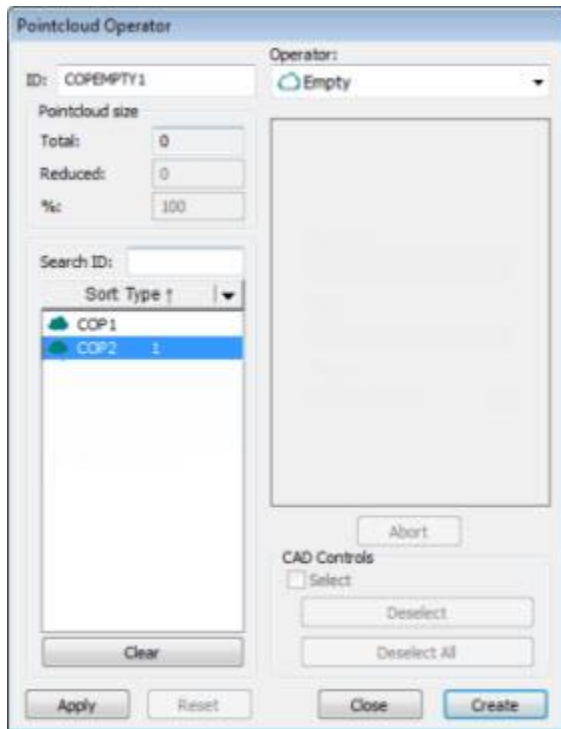 Pointcloud Operator
Operator:
ID: COPEMPTY1
Empty
Pointcloud size
Total: 0
Reduced: 0
%: 100
Search ID:
Sort Type ↑
COP1
COP2 1
Abort
CAD Controls
Select
Deselect
Deselect All
Clear
Apply Reset Close Create